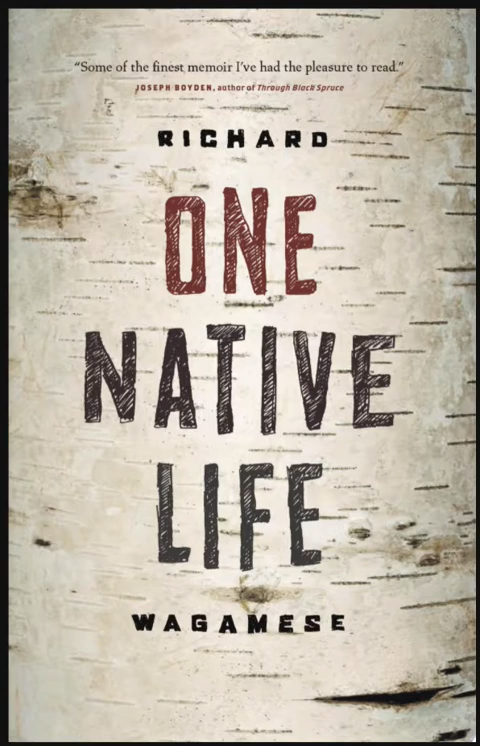 “Some of the finest memoir I’ve had the pleasure to read.”
JOSEPH BOYDEN, author of Through Black Spruce
RICHARD
ONE
NATIVE
LIFE
WAGAMESE